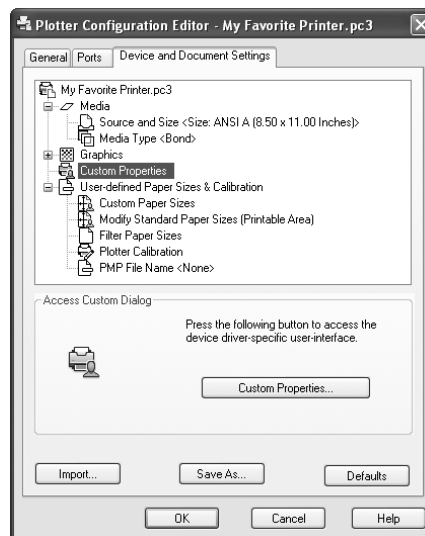 Plotter Configuration Editor - My Favorite Printer.pc3
General
Ports
Device and Document Settings
My Favorite Printer.pc3
Media
Source and Size <Size: ANSI A (8.50 x 11.00 Inches)>
Media Type <Bond>
Graphics
Custom Properties
User-defined Paper Sizes & Calibration
Custom Paper Sizes
Modify Standard Paper Sizes (Printable Area)
Filter Paper Sizes
Plotter Calibration
PMP File Name <None>
Access Custom Dialog
Press the following button to access the
device driver-specific user-interface.
Custom Properties...
Import...
Save As...
Defaults
OK
Cancel
Help